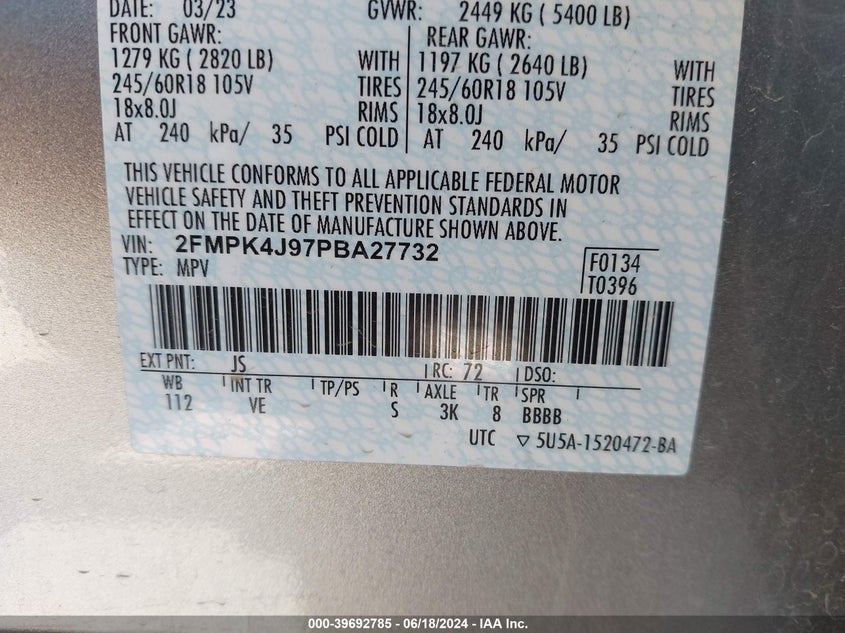 DATE: 03/23 GVWR: 2449 KG ( 5400 LB)
FRONT GAWR: REAR GAWR:
1279 KG ( 2820 LB) WITH 1197 KG ( 2640 LB) WITH
245/60R18 105V TIRES 245/60R18 105V TIRES
18x8.0J RIMS 18x8.0J RIMS
AT 240 kPa/ 35 PSI COLD AT 240 kPa/ 35 PSI COLD
THIS VEHICLE CONFORMS TO ALL APPLICABLE FEDERAL MOTOR
VEHICLE SAFETY AND THEFT PREVENTION STANDARDS IN
EFFECT ON THE DATE OF MANUFACTURE SHOWN ABOVE.
VIN: 2FMPK4J97PBA27732
TYPE: MPV
F0134
T0396
EXT PNT: JS RC: 72 DSO:
WB INT TR TP/PS R AXLE TR SPR
112 VE S 3K 8 BBBB
UTC ▽ 5U5A-1520472-BA
000-39692785 - 06/18/2024 - IAA Inc.